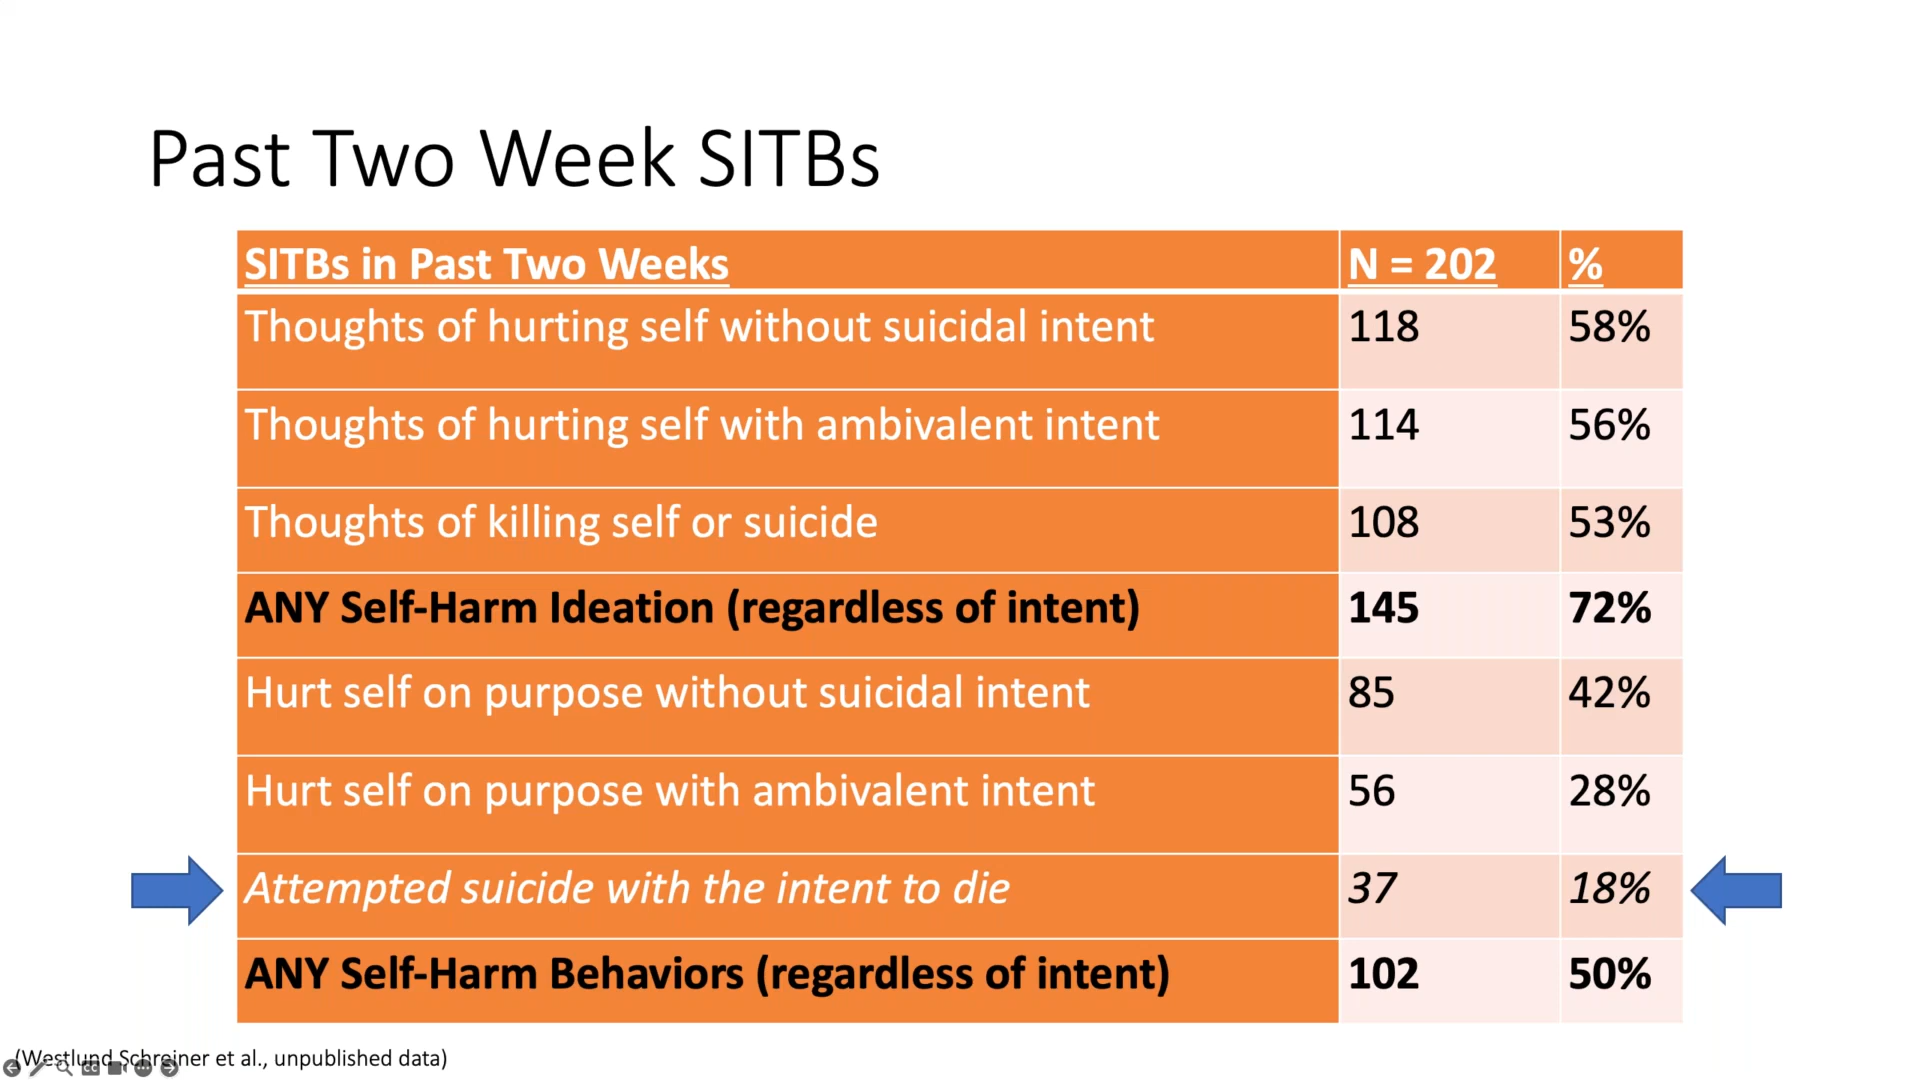 Past Two Week SITBs
SITBs in Past Two Weeks N = 202 %
Thoughts of hurting self without suicidal intent 118 58%
Thoughts of hurting self with ambivalent intent 114 56%
Thoughts of killing self or suicide 108 53%
ANY Self-Harm Ideation (regardless of intent) 145 72%
Hurt self on purpose without suicidal intent 85 42%
Hurt self on purpose with ambivalent intent 56 28%
Attempted suicide with the intent to die 37 18%
ANY Self-Harm Behaviors (regardless of intent) 102 50%
(Westlund Schreiner et al., unpublished data)
CC